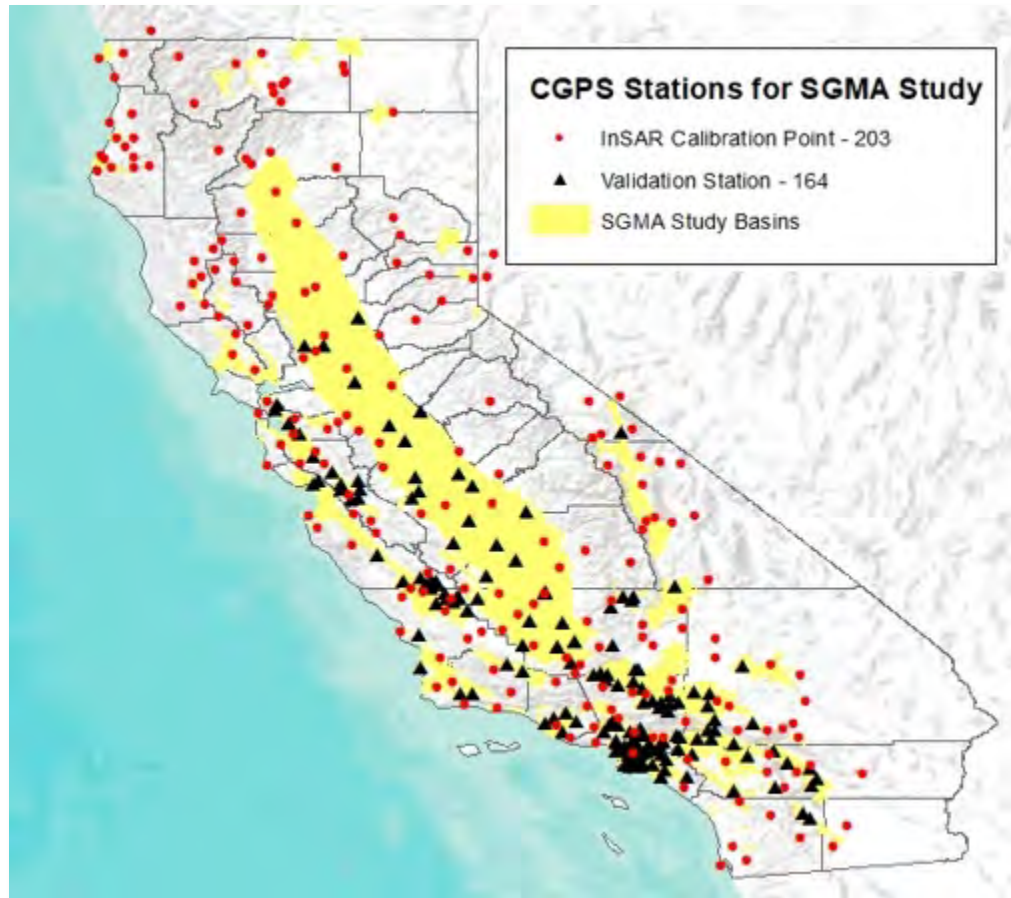 CGPS Stations for SGMA Study
InSAR Calibration Point - 203
Validation Station - 164
SGMA Study Basins